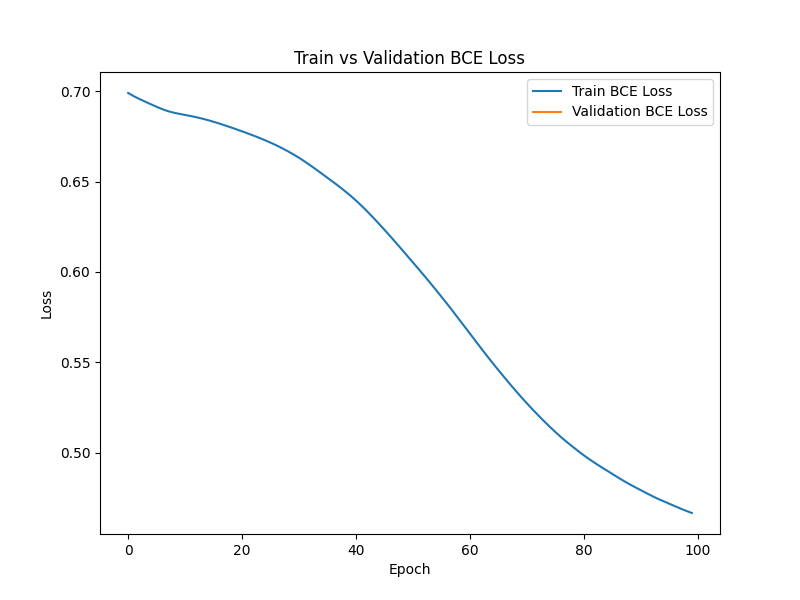 Train vs Validation BCE Loss
Train BCE Loss
Validation BCE Loss
0.70
0.65
0.60
0.55
0.50
Loss
0 20 40 60 80 100
Epoch